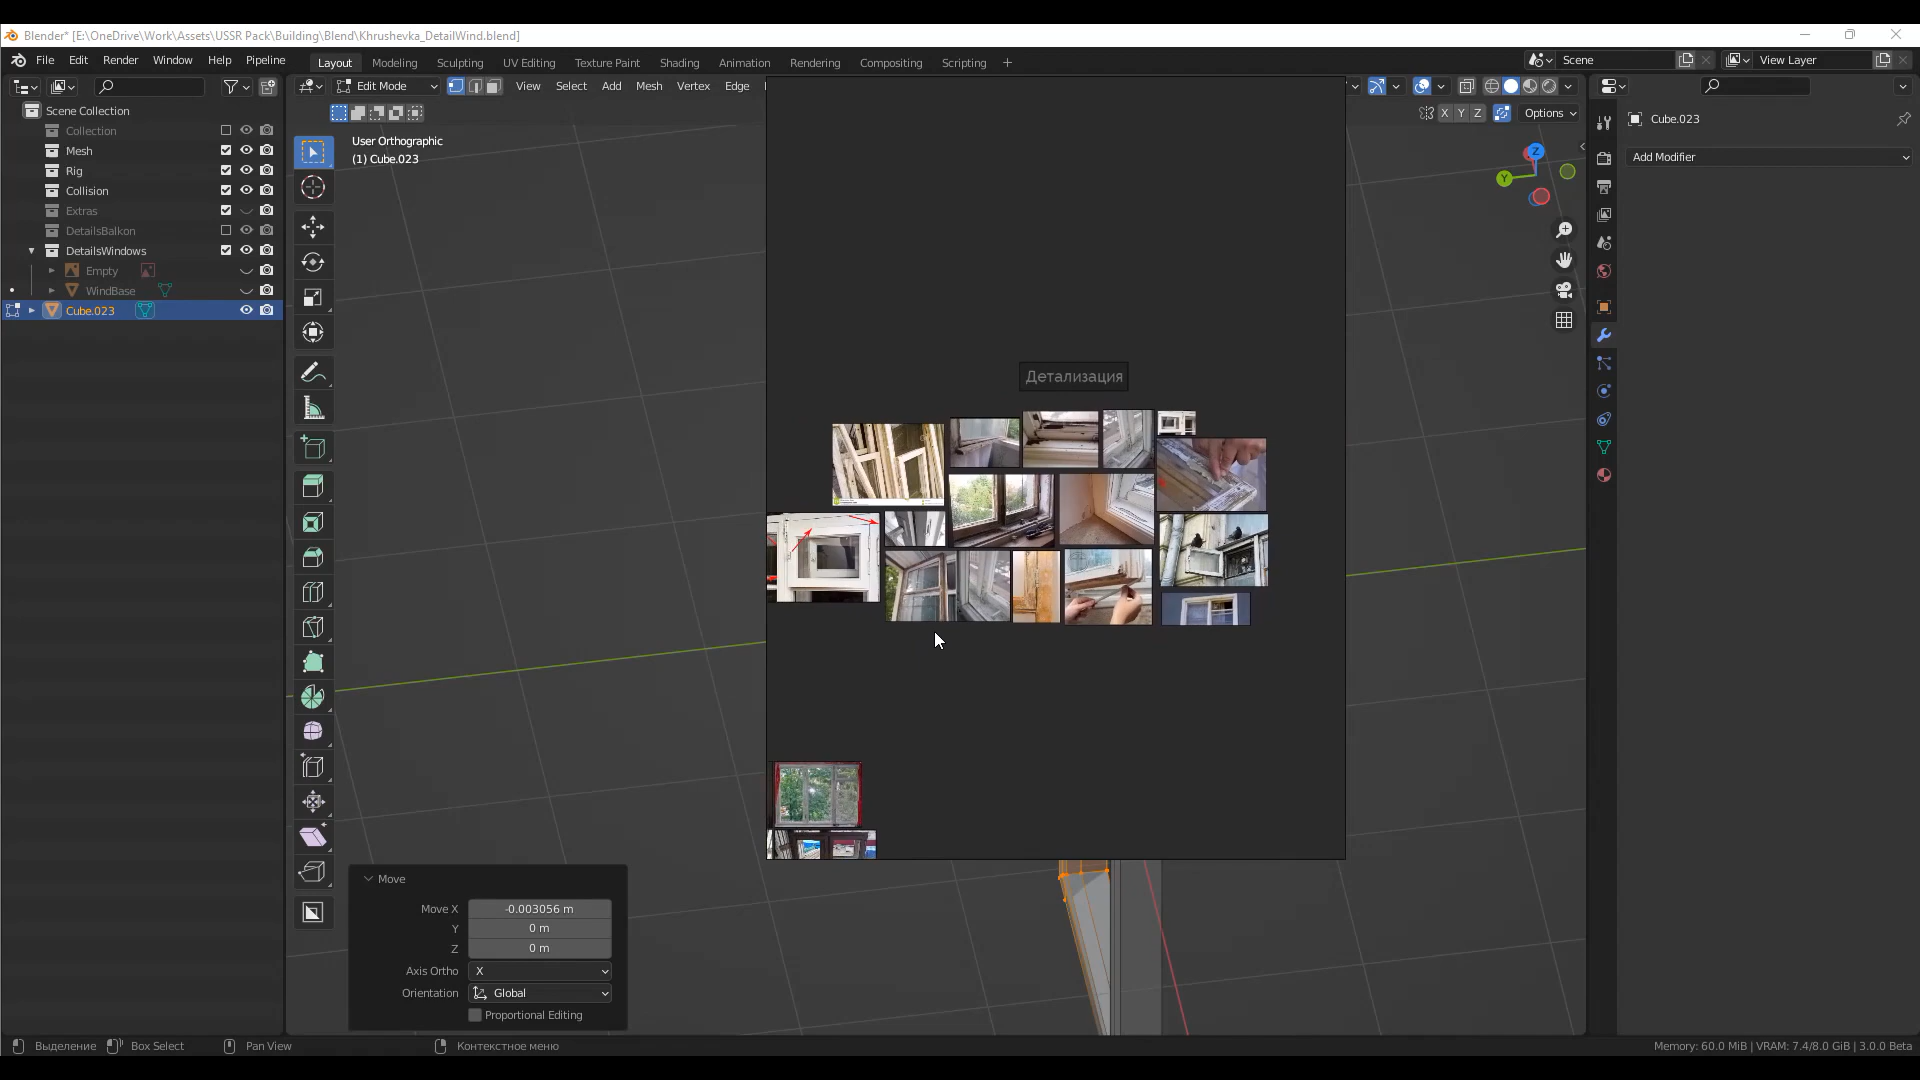 Blender* [E:\OneDrive\Work\Assets\USSR Pack\Building\Blend\Khrushevka_DetailWind.blend]
File Edit Render Window Help Pipeline
Layout Modeling Sculpting UV Editing Texture Paint Shading Animation Rendering Compositing Scripting +
Scene
View Layer
Edit Mode
View Select Add Mesh Vertex Edge
X Y Z
Options
Scene Collection
Collection
Mesh
Rig
Collision
Extras
DetailsBalkon
DetailsWindows
Empty
WindBase
Cube.023
User Orthographic
(1) Cube.023
Z
Y
Cube.023
Add Modifier
Детализация
Move
Move X -0.003056 m
Y 0 m
Z 0 m
Axis Ortho X
Orientation Global
Proportional Editing
Выделение Box Select Pan View Контекстное меню
Memory: 60.0 MiB | VRAM: 7.4/8.0 GiB | 3.0.0 Beta